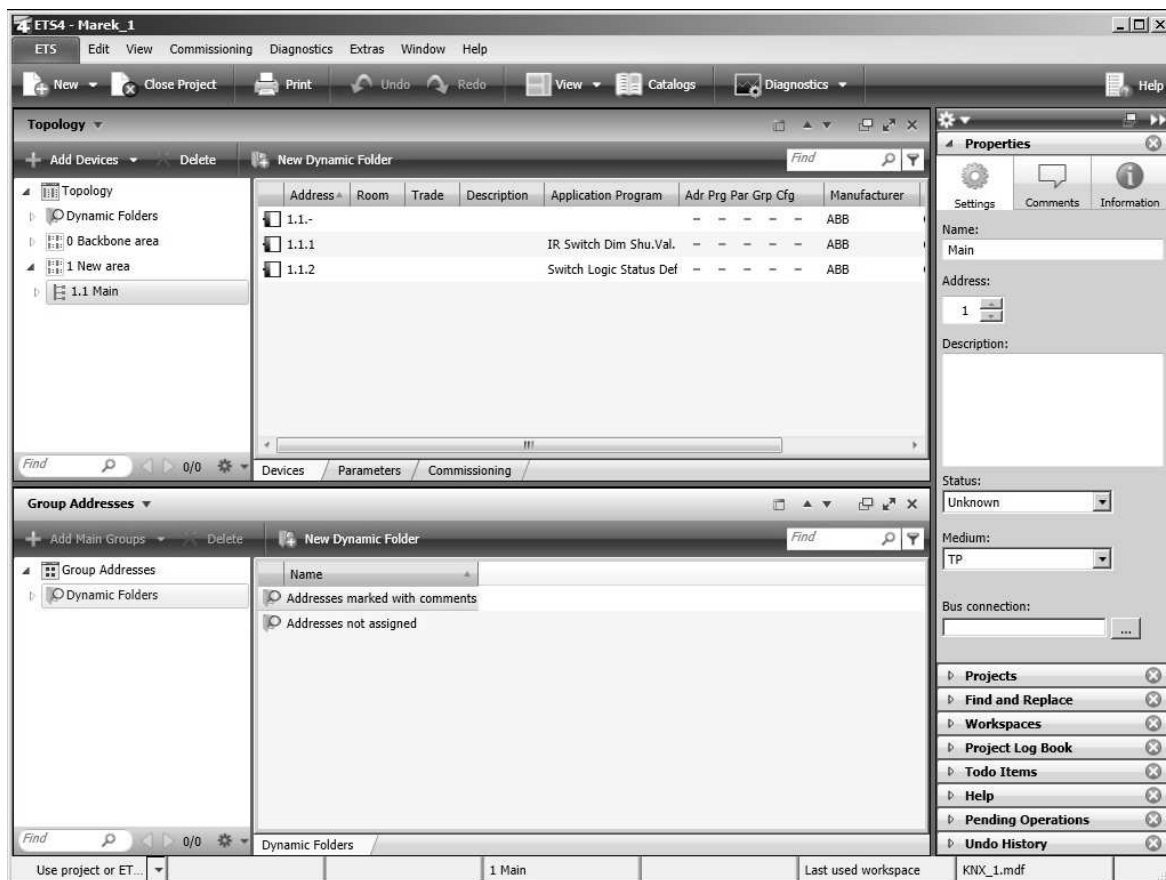 ETS4 - Marek_1
ETS Edit View Commissioning Diagnostics Extras Window Help
New Close Project Print Undo Redo View Catalogs Diagnostics Help
Topology
Add Devices Delete New Dynamic Folder Find
Topology
Dynamic Folders
0 Backbone area
1 New area
1.1 Main
Find 0/0
Address Room Trade Description Application Program Adr Prg Par Grp Cfg Manufacturer
1.1.- - - - - - ABB
1.1.1 IR Switch Dim Shu.Val. - - - - - ABB
1.1.2 Switch Logic Status Def - - - - - ABB
Devices Parameters Commissioning
Group Addresses
Add Main Groups Delete New Dynamic Folder Find
Group Addresses
Dynamic Folders
Find 0/0
Name
Addresses marked with comments
Addresses not assigned
Dynamic Folders
Properties
Settings Comments Information
Name:
Main
Address:
1
Description:
Status:
Unknown
Medium:
TP
Bus connection:
...
Projects
Find and Replace
Workspaces
Project Log Book
Todo Items
Help
Pending Operations
Undo History
Use project or ET... 1 Main Last used workspace KNX_1.mdf